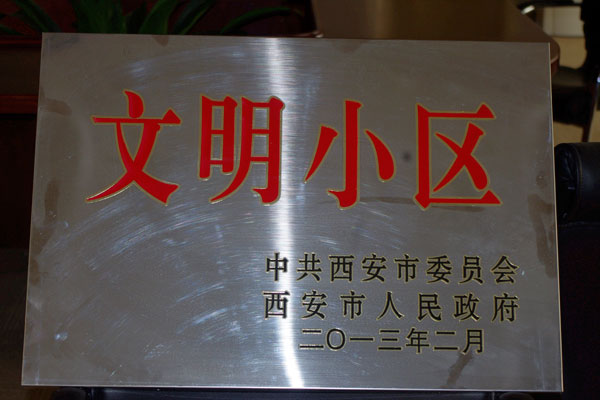 文明小区
中共西安市委员会
西安市人民政府
二〇一三年二月